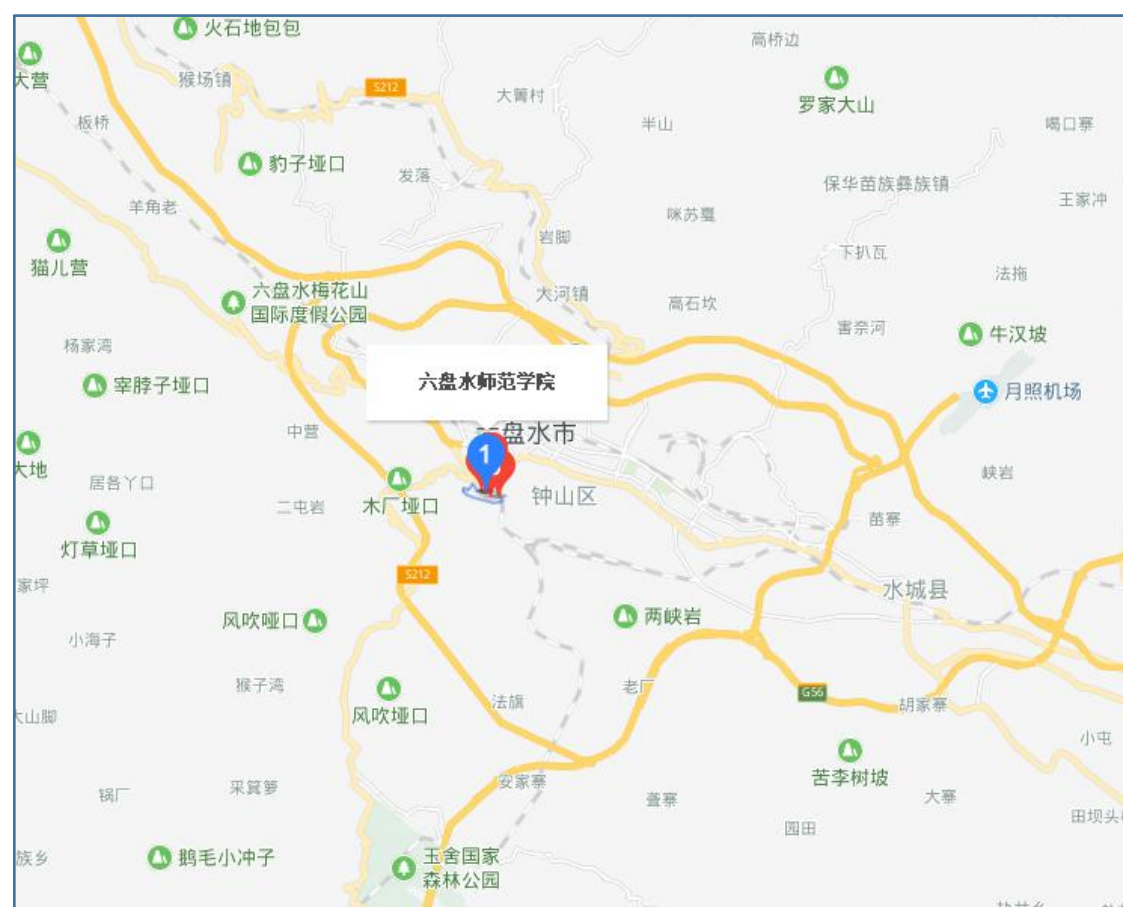 火石地包包
高桥边
大营
猴场镇
S212
大箐村
罗家大山
板桥
半山
喝口寨
豹子垭口
发落
保华苗族彝族镇
羊角老
咪苏戛
王家冲
岩脚
猫儿营
下扒瓦
法拖
六盘水梅花山
国际度假公园
大河镇
高石坎
害奈河
牛汉坡
杨家湾
宰脖子垭口
六盘水师范学院
月照机场
中营
盘水市
1
大地
居各丫口
木厂垭口
二屯岩
钟山区
峡岩
苗寨
灯草垭口
S212
家坪
水城县
风吹哑口
两峡岩
小海子
猴子湾
老厂
法旗
G56
胡家寨
大山脚
风吹垭口
小屯
苦李树坡
采箕箩
安家寨
锅厂
薹寨
大寨
田坝头
园田
族乡
鹅毛小冲子
玉舍国家
森林公园